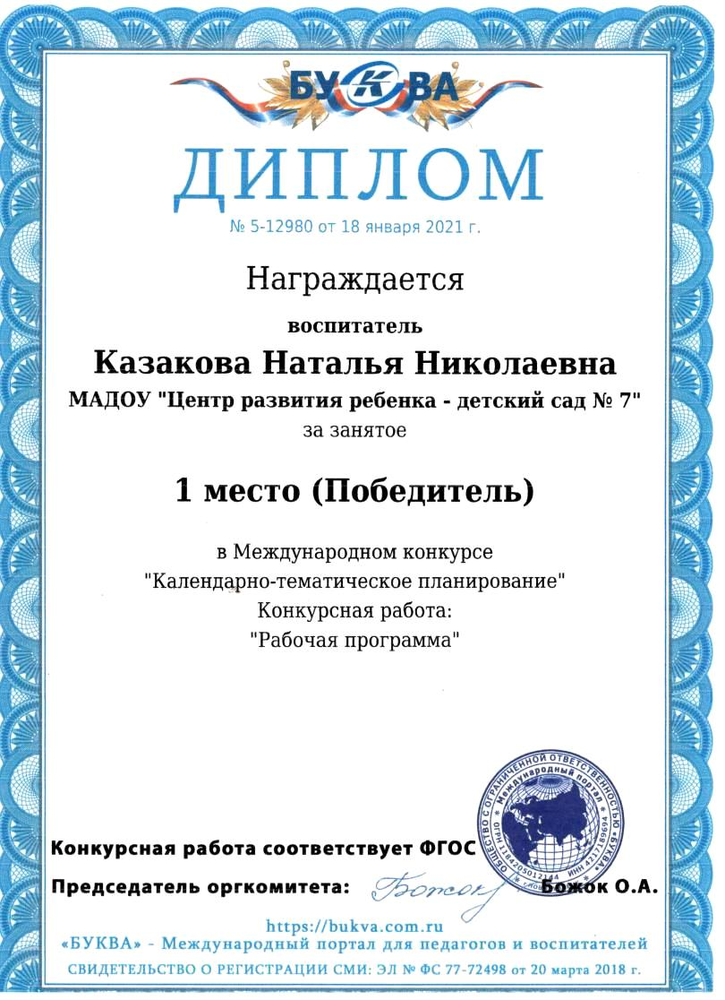 БУКВА
ДИПЛОМ
№ 5-12980 от 18 января 2021 г.
Награждается
воспитатель
Казакова Наталья Николаевна
МАДОУ "Центр развития ребенка - детский сад № 7"
за занятое
1 место (Победитель)
в Международном конкурсе
"Календарно-тематическое планирование"
Конкурсная работа:
"Рабочая программа"
ОБЩЕСТВО С ОГРАНИЧЕННОЙ ОТВЕТСТВЕННОСТЬЮ «БУКВА»
Международный портал
ОГРН 1184205012144 ИНН 4217189694
Конкурсная работа соответствует ФГОС
Председатель оргкомитета: Божок Божок О.А.
https://bukva.com.ru
«БУКВА» - Международный портал для педагогов и воспитателей
СВИДЕТЕЛЬСТВО О РЕГИСТРАЦИИ СМИ: ЭЛ № ФС 77-72498 от 20 марта 2018 г.